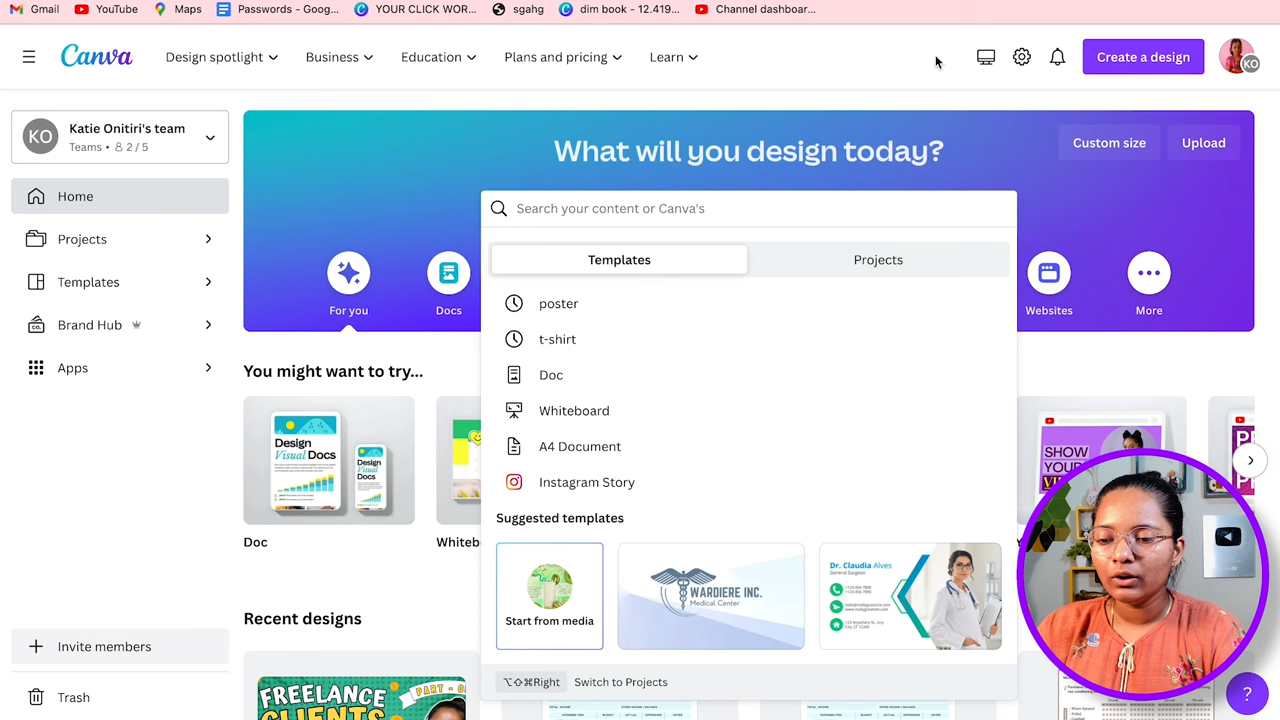 Gmail
YouTube
Maps
Passwords - Goog...
YOUR CLICK WOR...
sgahg
dim book - 12.419...
Channel dashboar...
Canva
Design spotlight
Business
Education
Plans and pricing
Learn
Create a design
KO
KO
Katie Onitiri's team
Teams • 2 / 5
Home
Projects
Templates
Brand Hub
Apps
Invite members
Trash
What will you design today?
Custom size
Upload
Search your content or Canva's
Templates
Projects
poster
t-shirt
Doc
Whiteboard
A4 Document
Instagram Story
Suggested templates
Start from media
WARDIERE INC.
Medical Center
Dr. Claudia Alves
General Surgeon
⌥⇧⌘Right
Switch to Projects
For you
Docs
Websites
More
You might want to try...
Design
Visual Docs
Design
Visual Docs
SHOW
Doc
Recent designs
FREELANCE
PART - 
?